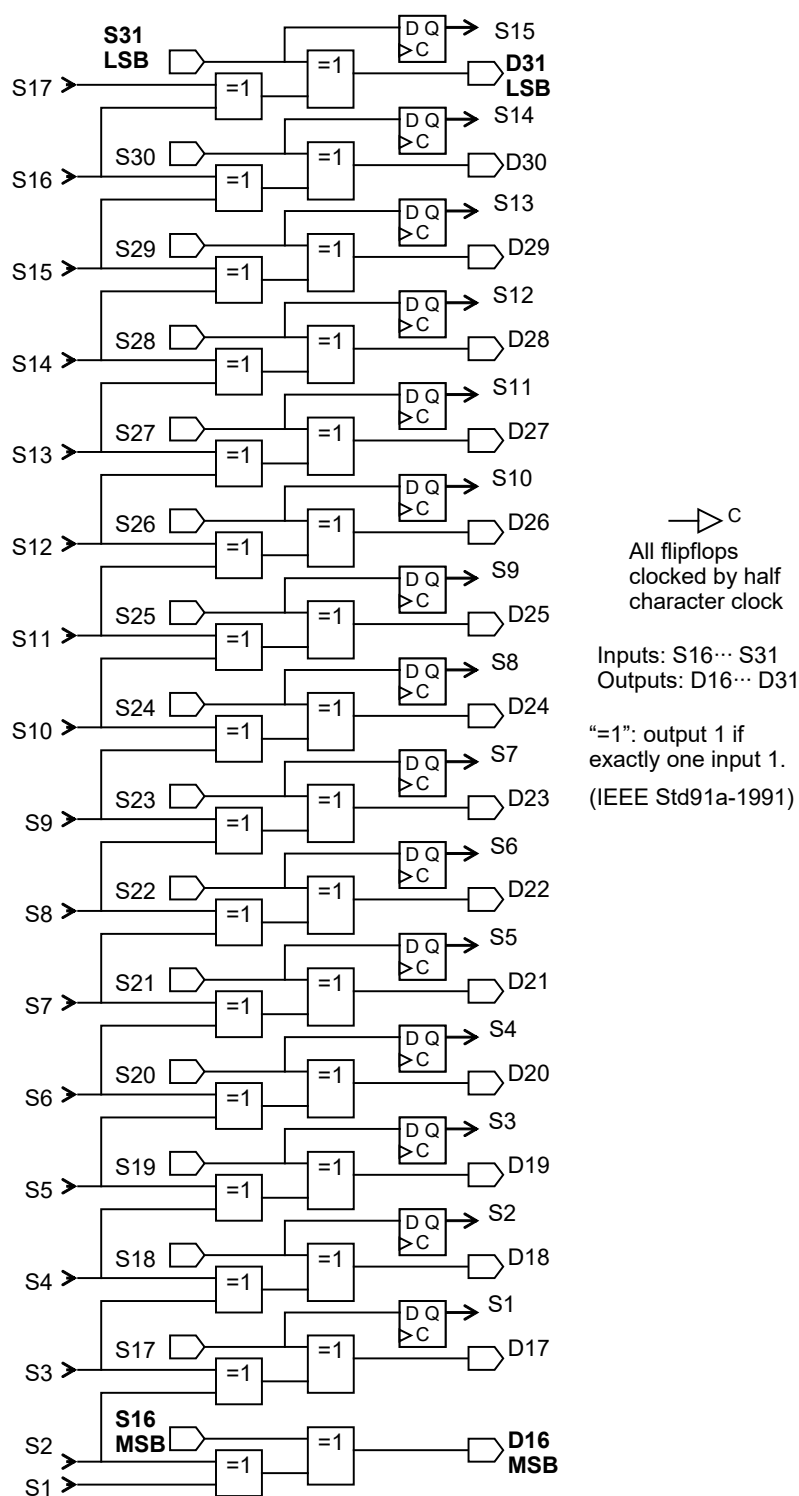 D Q S15
S31
C
LSB =1 D31
S17 =1 LSB
D Q S14
C
S30 =1 D30
S16 =1
D Q S13
C
S29 =1 D29
S15 =1
D Q S12
C
S28 =1 D28
S14 =1
D Q S11
C
S27 =1 D27
S13 =1
D Q S10
C
S26 =1 D26
S12 =1
D Q S9
C
S25 =1 D25
S11 =1
D Q S8
C
S24 =1 D24
S10 =1
D Q S7
C
S23 =1 D23
S9 =1
D Q S6
C
S22 =1 D22
S8 =1
D Q S5
C
S21 =1 D21
S7 =1
D Q S4
C
S20 =1 D20
S6 =1
D Q S3
C
S19 =1 D19
S5 =1
D Q S2
C
S18 =1 D18
S4 =1
D Q S1
C
S17 =1 D17
S3 =1
S16
MSB =1 D16
S2 MSB
S1 =1
C
All flipflops
clocked by half
character clock
Inputs: S16··· S31
Outputs: D16··· D31
“=1”: output 1 if
exactly one input 1.
(IEEE Std91a-1991)